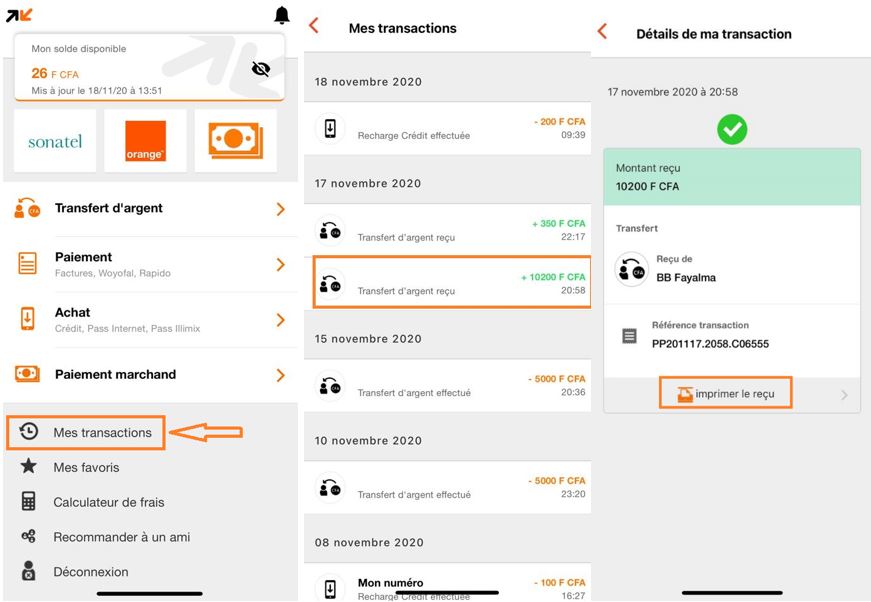 Mon solde disponible
26 F CFA
Mis à jour le 18/11/20 à 13:51
sonatel
orange™
Transfert d'argent
CFA
Paiement
Factures, Woyofal, Rapido
Achat
Crédit, Pass Internet, Pass Illimix
Paiement marchand
Mes transactions
Mes favoris
Calculateur de frais
Recommander à un ami
Déconnexion
Mes transactions
18 novembre 2020
- 200 F CFA
Recharge Crédit effectuée
09:39
17 novembre 2020
+ 350 F CFA
Transfert d'argent reçu
22:17
+ 10200 F CFA
Transfert d'argent reçu
20:58
15 novembre 2020
- 5000 F CFA
Transfert d'argent effectué
20:36
10 novembre 2020
- 5000 F CFA
Transfert d'argent effectué
23:20
08 novembre 2020
Mon numéro
- 100 F CFA
Recharge Crédit effectuée
16:27
Détails de ma transaction
17 novembre 2020 à 20:58
Montant reçu
10200 F CFA
Transfert
Reçu de
BB Fayalma
CFA
Référence transaction
PP201117.2058.C06555
imprimer le reçu